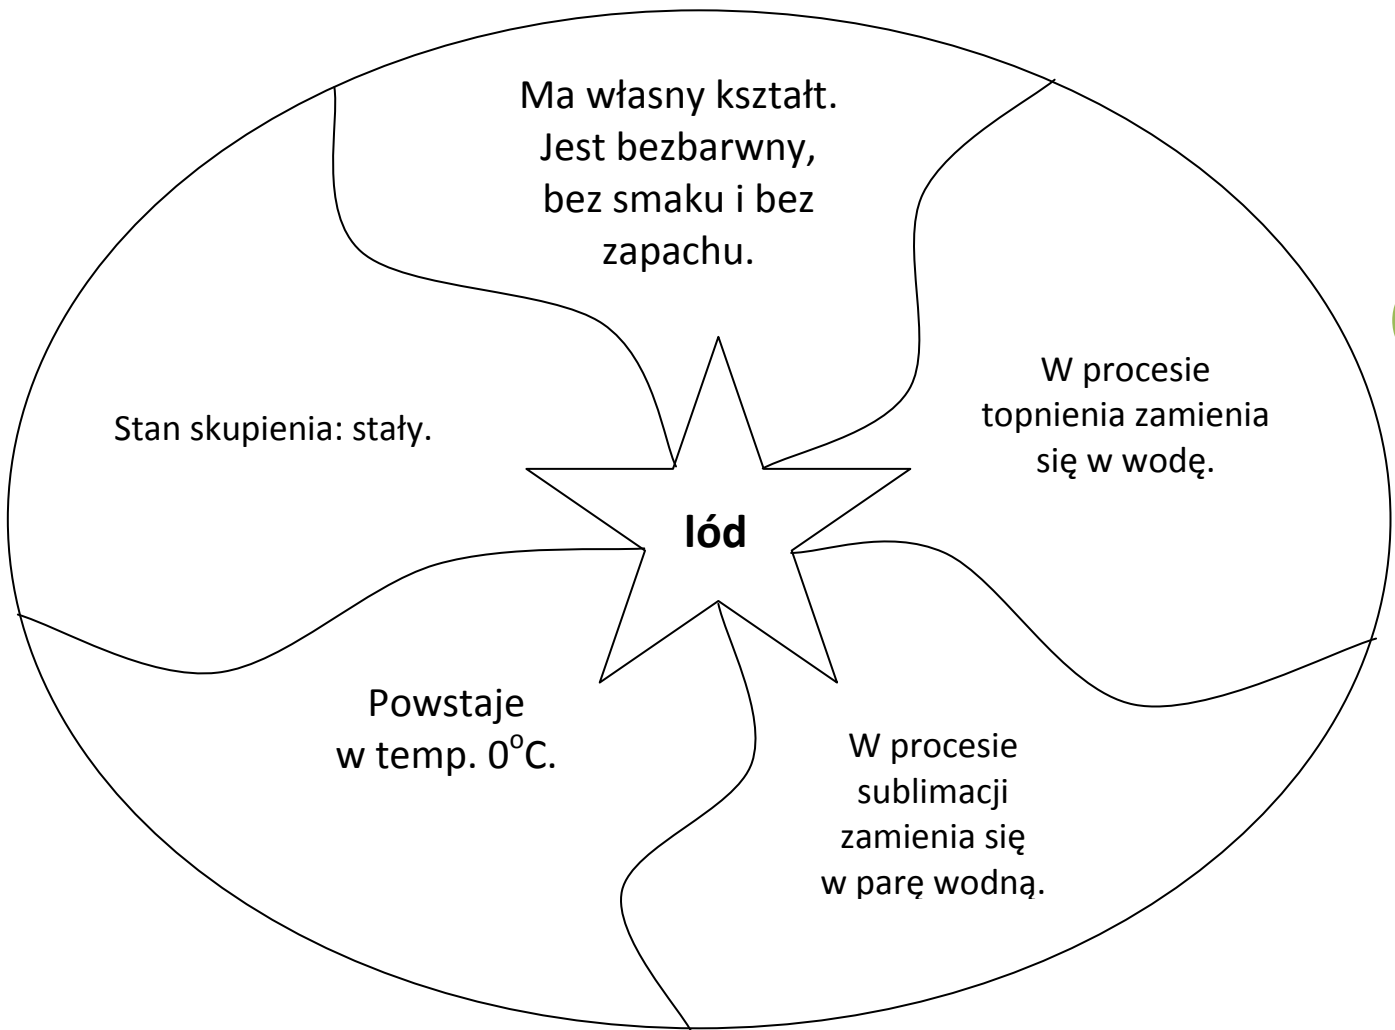 Ma własny kształt.
Jest bezbarwny,
bez smaku i bez
zapachu.
W procesie
topnienia zamienia
się w wodę.
Stan skupienia: stały.
lód
Powstaje
w temp. 0°C.
W procesie
sublimacji
zamienia się
w parę wodną.